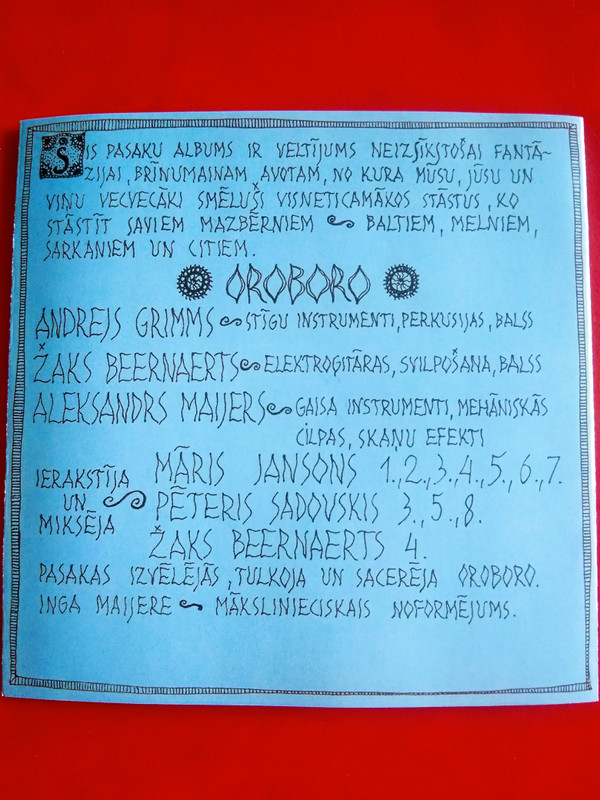 ŠIS PASAKU ALBUMS IR VELTĪJUMS NEIZSĪKSTOŠAI FANTĀ-
ZIJAI, BRĪNUMAINAM AVOTAM, NO KURA MŪSU, JŪSU UN
VIŅU VECVECĀKI SMĒLUŠI VISNETICAMĀKOS STĀSTUS, KO
STĀSTĪT SAVIEM MAZBĒRNIEM ~ BALTIEM, MELNIEM,
SARKANIEM UN CITIEM.
OROBORO
ANDREJS GRIMMS ~ STĪGU INSTRUMENTI, PERKUSIJAS, BALSS
ŽAKS BEERNAERTS ~ ELEKTROĢITĀRAS, SVILPOŠANA, BALSS
ALEKSANDRS MAIJERS ~ GAISA INSTRUMENTI, MEHĀNISKĀS
CILPAS, SKAŅU EFEKTI
IERAKSTĪJA UN MIKSĒJA ~ MĀRIS JANSONS 1.,2.,3.,4.,5.,6.,7.
PĒTERIS SADOVSKIS 3.,5.,8.
ŽAKS BEERNAERTS 4.
PASAKAS IZVĒLĒJĀS, TULKOJA UN SACERĒJA OROBORO.
INGA MAIJERE ~ MĀKSLINIECISKAIS NOFORMĒJUMS.